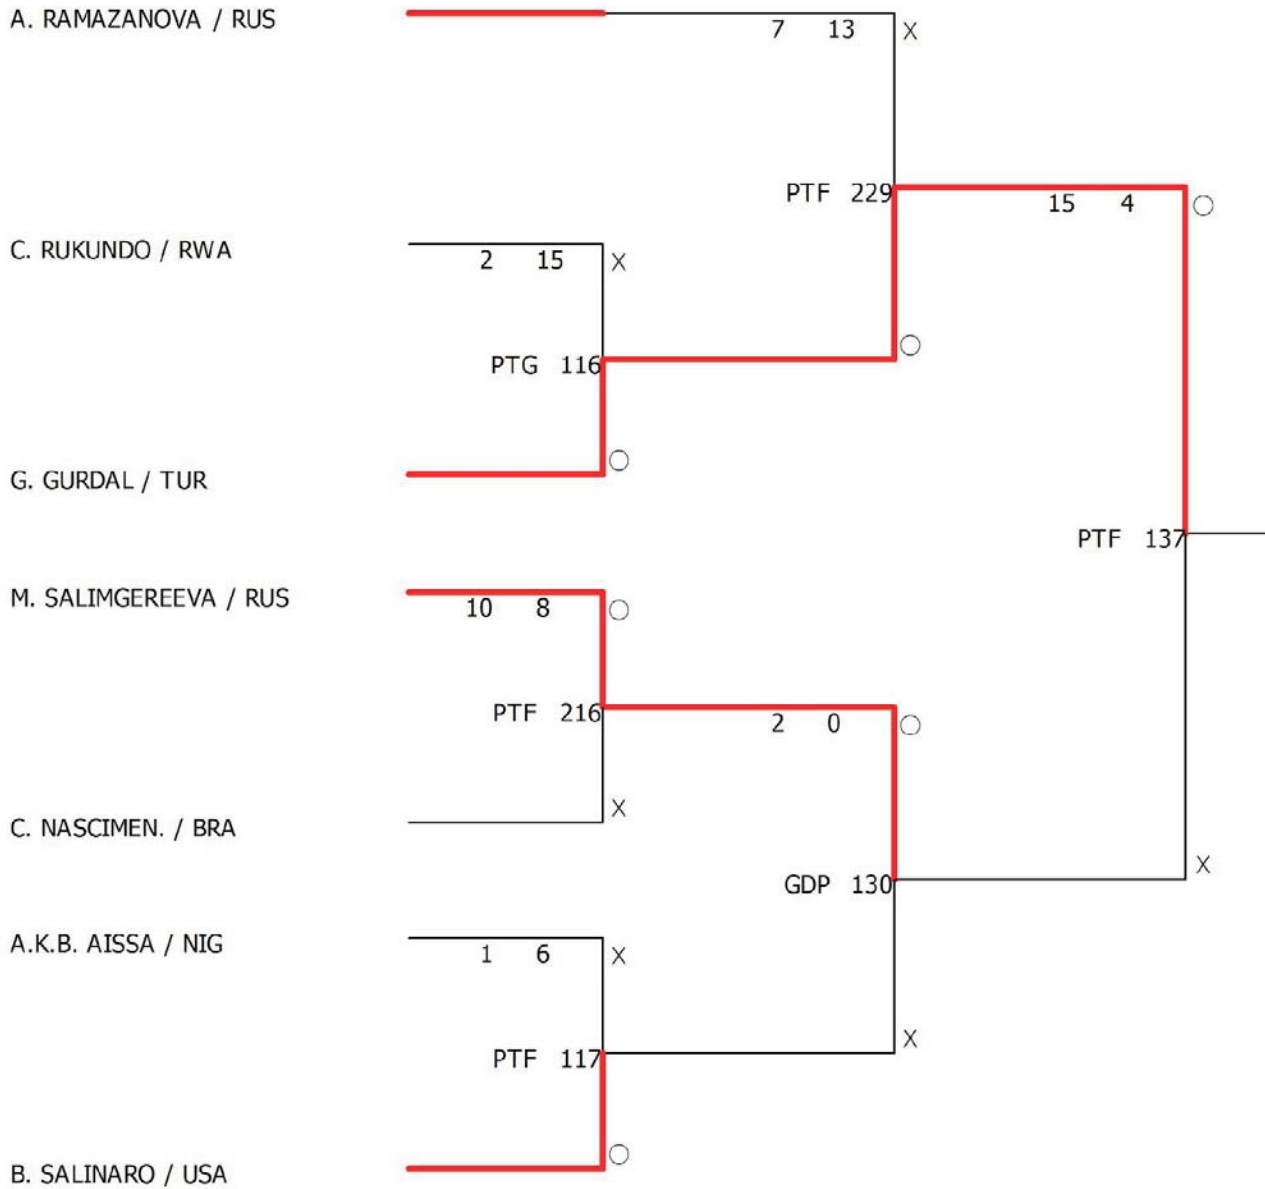 A. RAMAZANOVA / RUS
7 13 X
PTF 229
15 4 ○
C. RUKUNDO / RWA
2 15 X
○
PTG 116
○
G. GURDAL / TUR
PTF 137
M. SALIMGEREEVA / RUS
10 8 ○
PTF 216
2 0 ○
X
C. NASCIMEN. / BRA
X
GDP 130
A.K.B. AISSA / NIG
1 6 X
X
PTF 117
○
B. SALINARO / USA